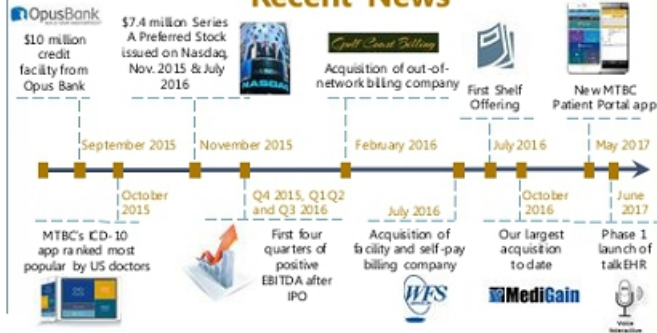 Recent News
OpusBank
$10 million
credit
facility from
Opus Bank
$7.4 million Series
A Preferred Stock
issued on Nasdaq,
Nov. 2015 & July
2016
NASDAQ
Gulf Coast Billing
Acquisition of out-of-
network billing company
First Shelf
Offering
New MTBC
Patient Portal app
September 2015
November 2015
February 2016
July 2016
May 2017
October
2015
Q4 2015, Q1 Q2
and Q3 2016
July 2016
October
2016
June
2017
MTBC's ICD-10
app ranked most
popular by US doctors
First four
quarters of
positive
EBITDA after
IPO
Acquisition of
facility and self-pay
billing company
WFS
Our largest
acquisition
to date
MediGain
Phase 1
launch of
talkEHR
Voice
Interactive